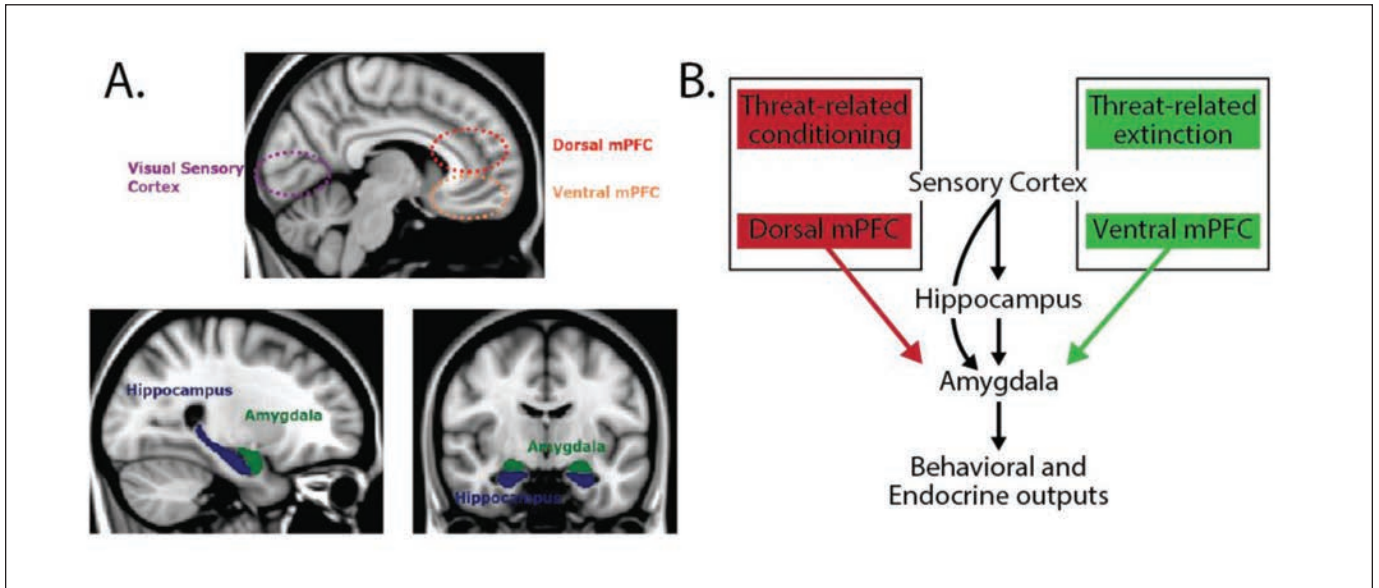 A.
Visual Sensory
Cortex
Dorsal mPFC
Ventral mPFC
Hippocampus
Amygdala
Amygdala
Hippocampus
B.
Threat-related
conditioning
Threat-related
extinction
Sensory Cortex
Dorsal mPFC
Ventral mPFC
Hippocampus
Amygdala
Behavioral and
Endocrine outputs